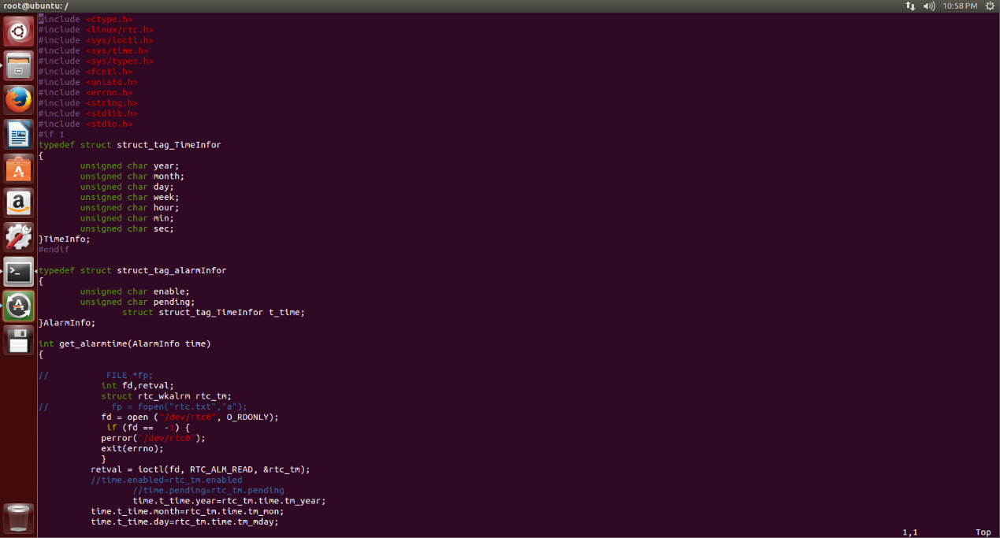 root@ubuntu: /
10:58 PM
#include <ctype.h>
#include <linux/rtc.h>
#include <sys/ioctl.h>
#include <sys/time.h>
#include <sys/types.h>
#include <fcntl.h>
#include <unistd.h>
#include <errno.h>
#include <string.h>
#include <stdlib.h>
#include <stdio.h>
#if 1
typedef struct struct_tag_TimeInfor
{
        unsigned char year;
        unsigned char month;
        unsigned char day;
        unsigned char week;
        unsigned char hour;
        unsigned char min;
        unsigned char sec;
}TimeInfo;
#endif
typedef struct struct_tag_alarmInfor
{
        unsigned char enable;
        unsigned char pending;
                struct struct_tag_TimeInfor t_time;
}AlarmInfo;
int get_alarmtime(AlarmInfo time)
{
//           FILE *fp;
            int fd,retval;
            struct rtc_wkalrm rtc_tm;
//            fp = fopen("rtc.txt","a");
            fd = open ("/dev/rtc0", O_RDONLY);
             if (fd ==  -1) {
            perror("/dev/rtc0");
            exit(errno);
            }
          retval = ioctl(fd, RTC_ALM_READ, &rtc_tm);
          //time.enabled=rtc_tm.enabled
                  //time.pending=rtc_tm.pending
                  time.t_time.year=rtc_tm.time.tm_year;
          time.t_time.month=rtc_tm.time.tm_mon;
          time.t_time.day=rtc_tm.time.tm_mday;
1,1 Top